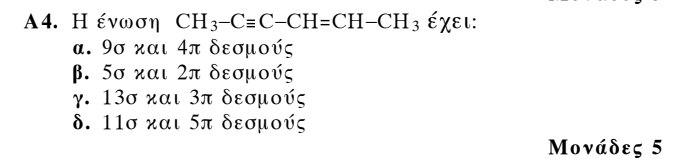 Α4. Η ένωση CH₃–C≡C–CH=CH–CH₃ έχει:
α. 9σ και 4π δεσμούς
β. 5σ και 2π δεσμούς
γ. 13σ και 3π δεσμούς
δ. 11σ και 5π δεσμούς
Μονάδες 5